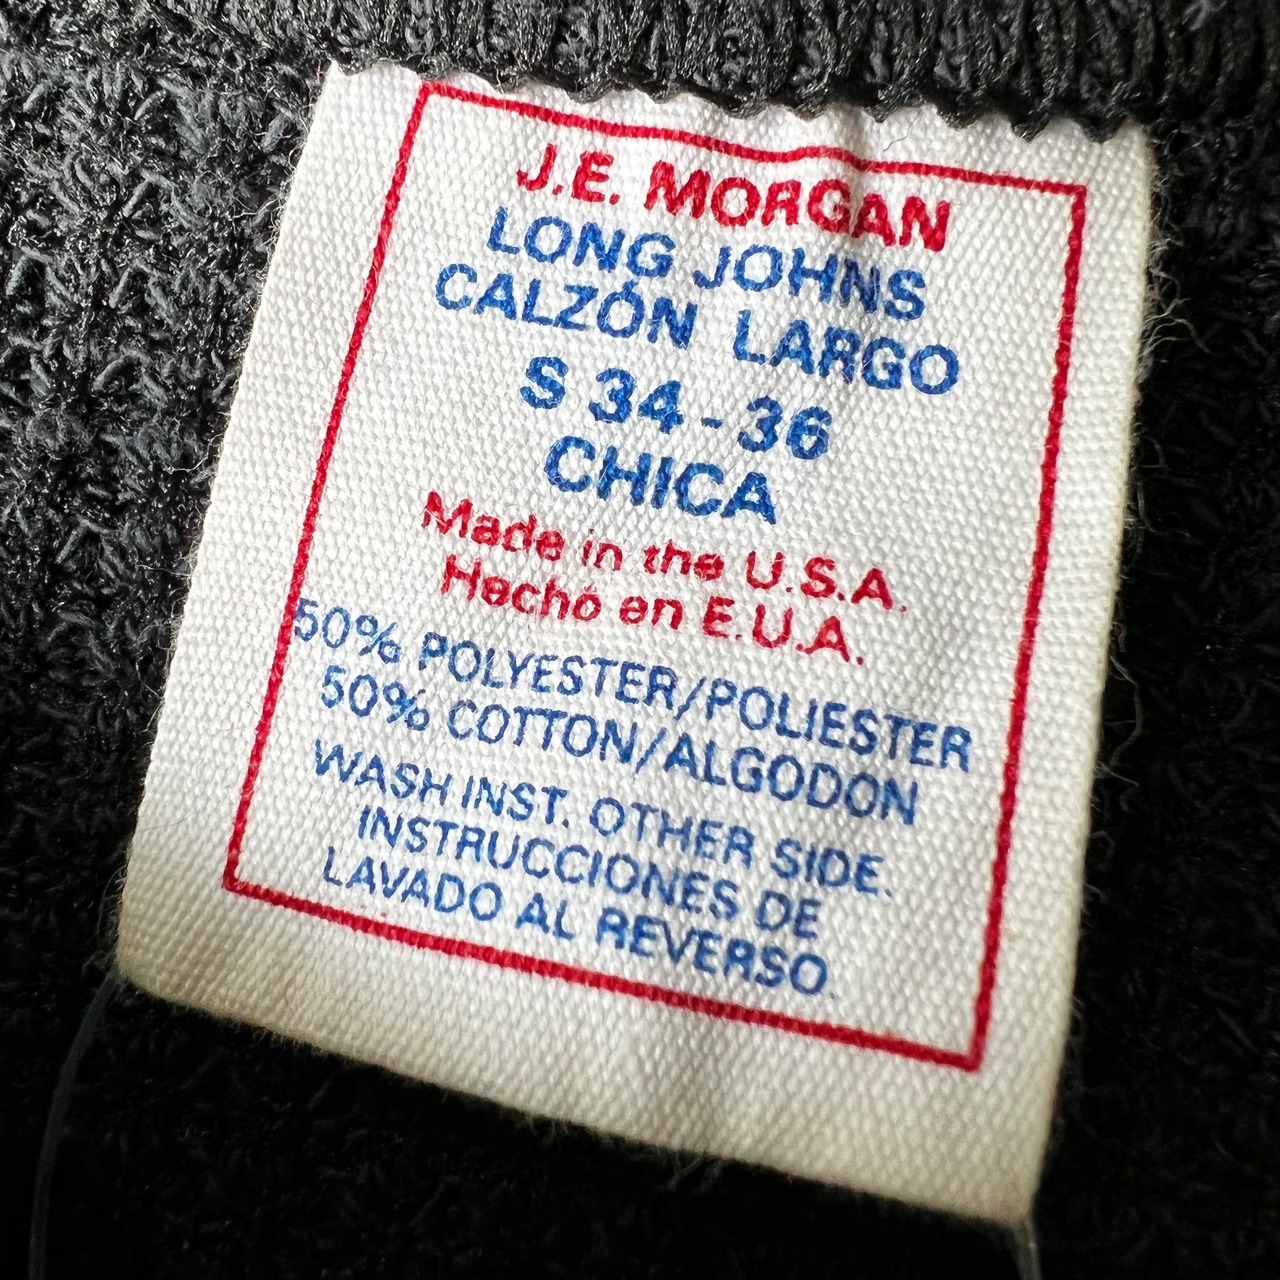 J.E. MORGAN
LONG JOHNS
CALZÓN LARGO
S 34-36
CHICA
Made in the U.S.A.
Hechó en E.U.A.
50% POLYESTER/POLIESTER
50% COTTON/ALGODON
WASH INST. OTHER SIDE.
INSTRUCCIONES DE
LAVADO AL REVERSO.